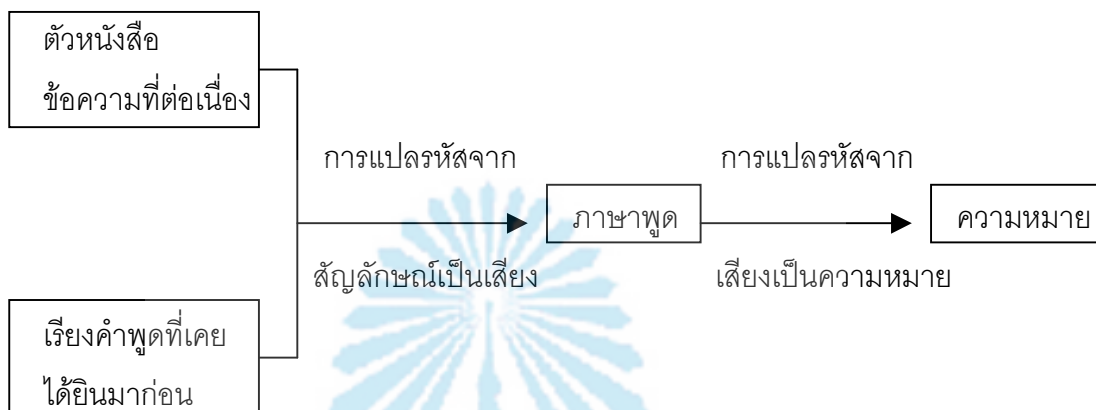 ตัวหนังสือ
ข้อความที่ต่อเนื่อง
การแปลรหัสจาก
การแปลรหัสจาก
ภาษาพูด
ความหมาย
สัญลักษณ์เป็นเสียง
เสียงเป็นความหมาย
เรียงคำพูดที่เคย
ได้ยินมาก่อน